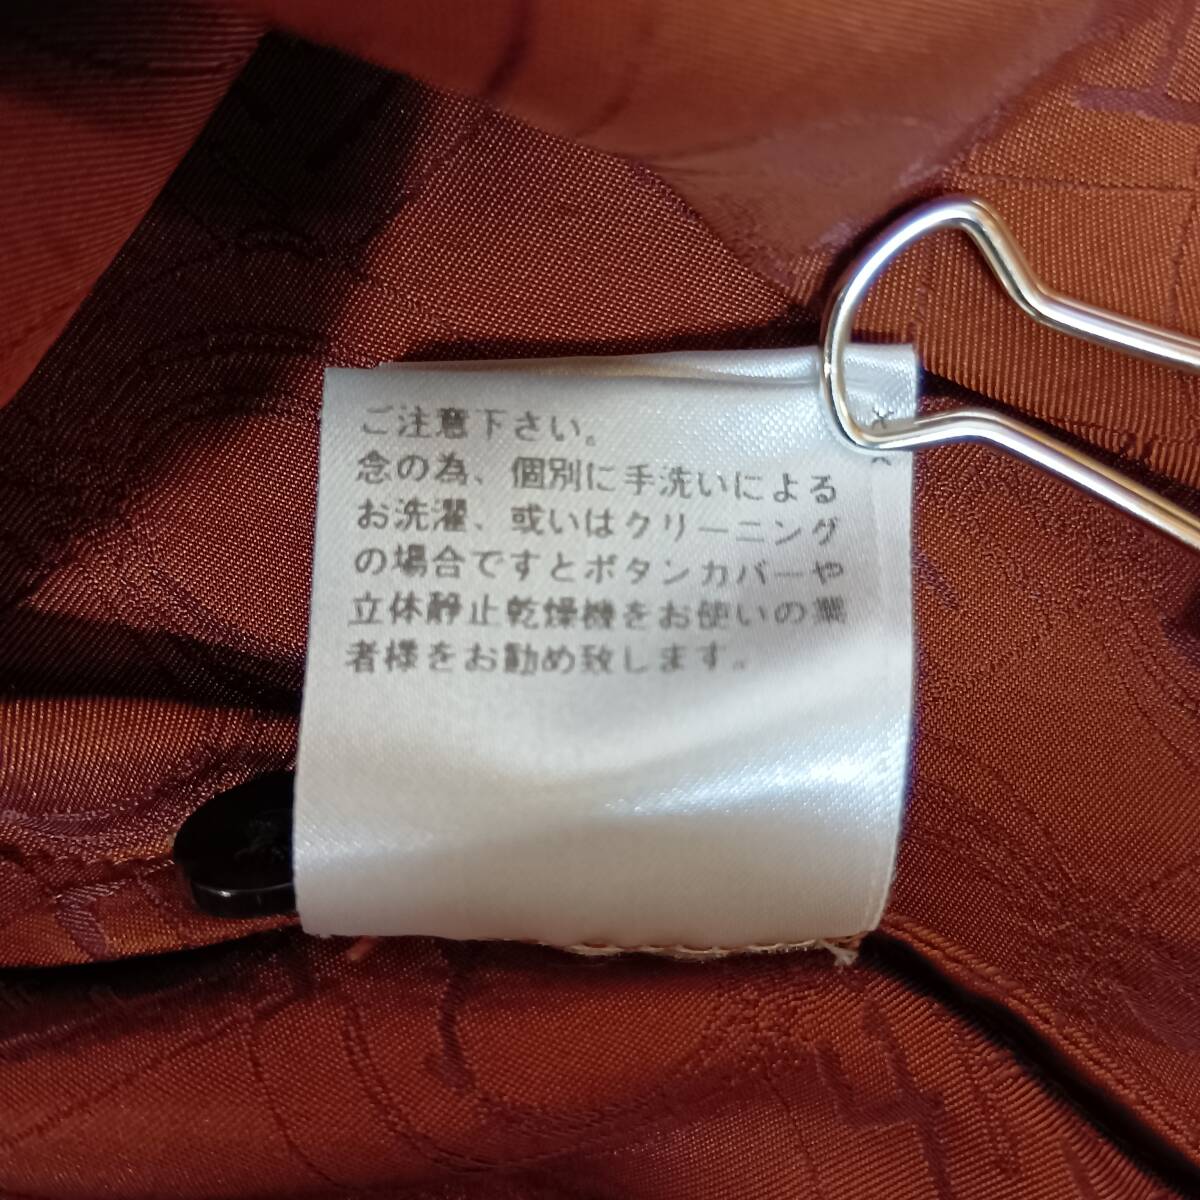 ご注意下さい。
念の為、個別に手洗いによる
お洗濯、或いはクリーニング
の場合ですとボタンカバーや
立体静止乾燥機をお使いの業
者様をお勧め致します。